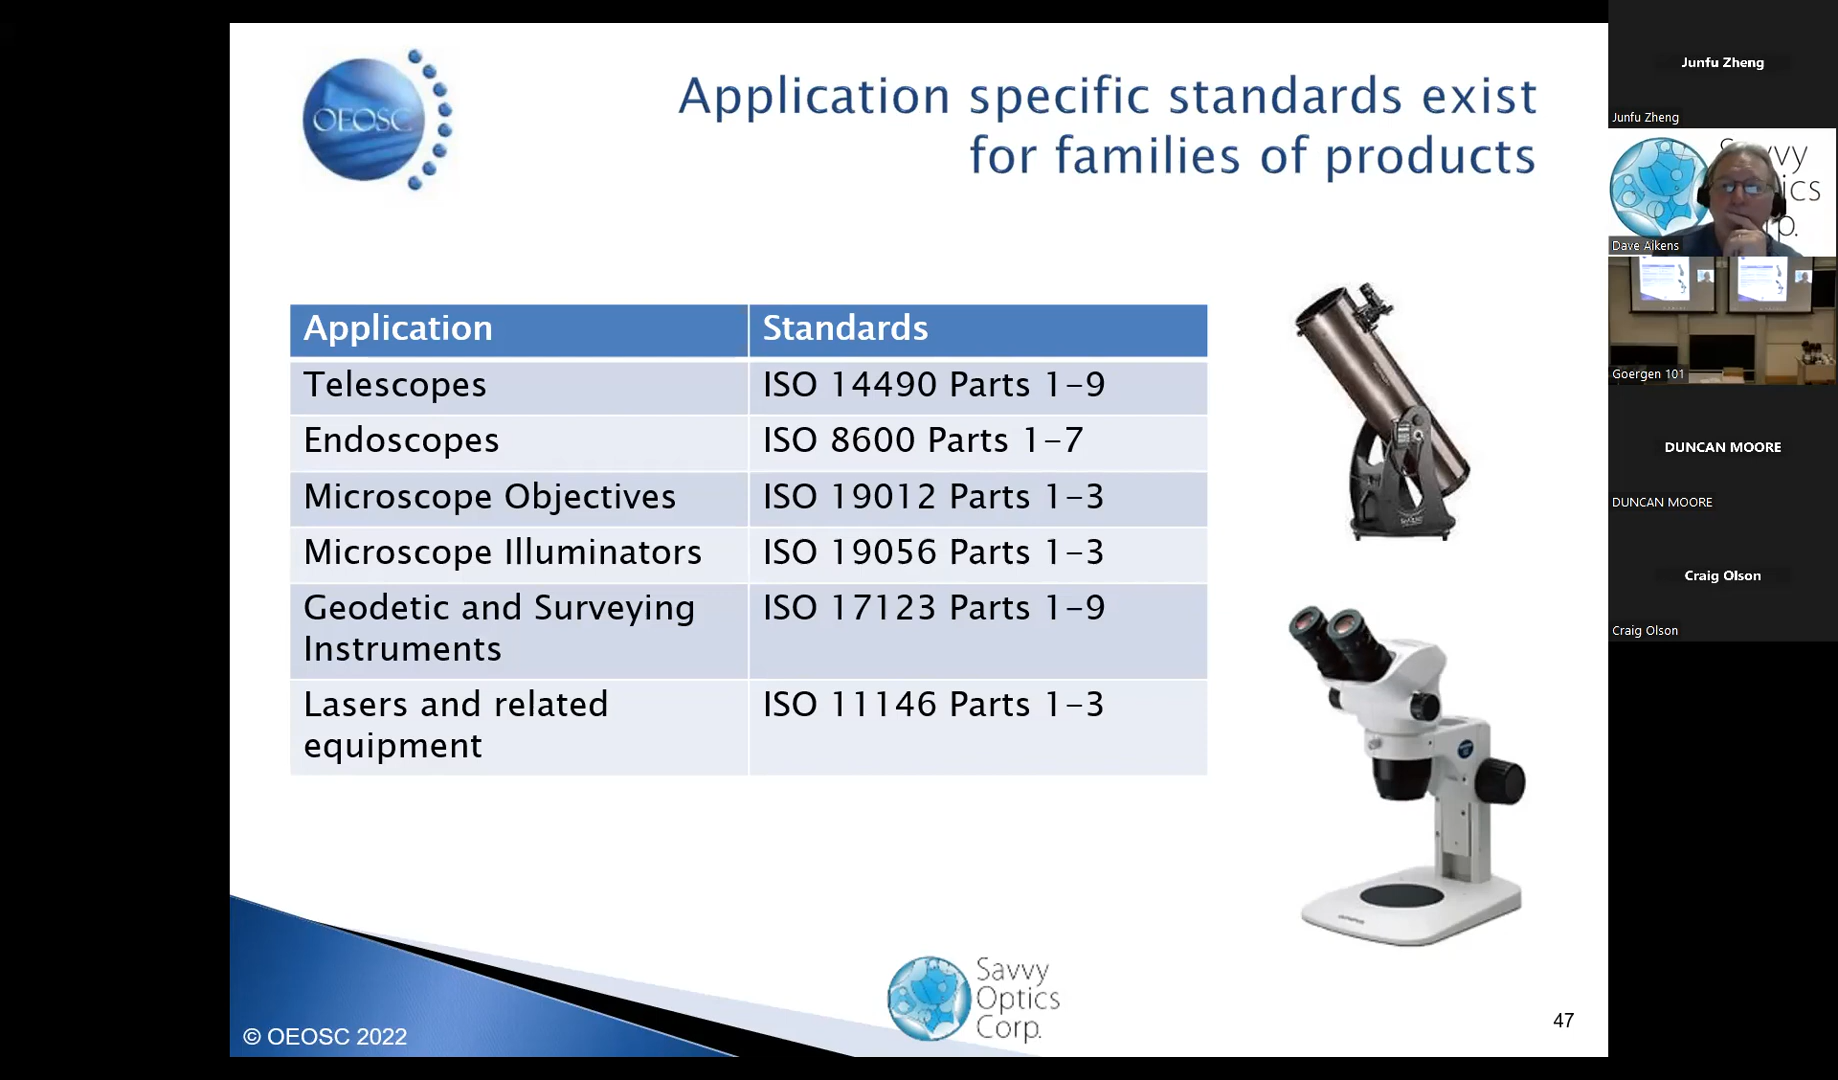 OEOSC
Application specific standards exist
for families of products
Application Standards
Telescopes ISO 14490 Parts 1-9
Endoscopes ISO 8600 Parts 1-7
Microscope Objectives ISO 19012 Parts 1-3
Microscope Illuminators ISO 19056 Parts 1-3
Geodetic and Surveying ISO 17123 Parts 1-9
Instruments
Lasers and related ISO 11146 Parts 1-3
equipment
Savvy
Optics
Corp.
© OEOSC 2022
47
Junfu Zheng
Junfu Zheng
Dave Aikens
Goergen 101
DUNCAN MOORE
DUNCAN MOORE
Craig Olson
Craig Olson